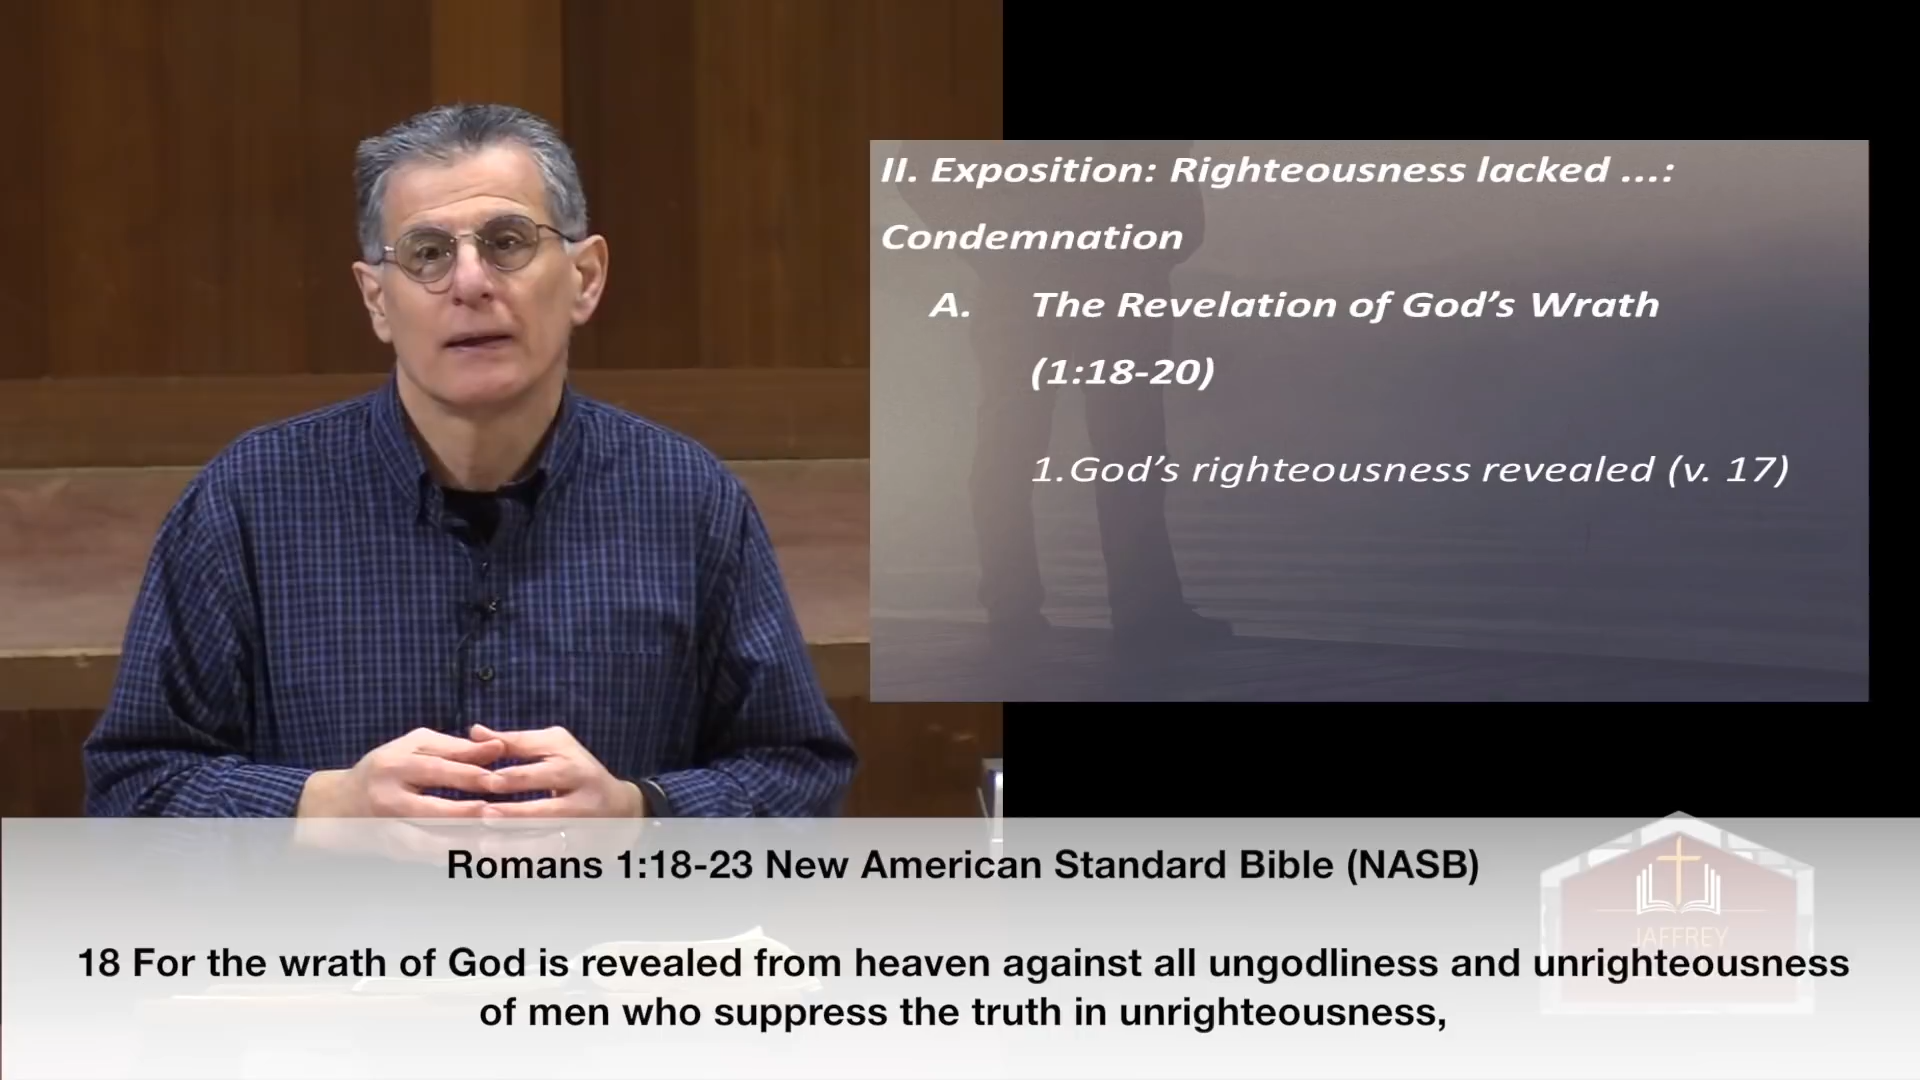 II. Exposition: Righteousness lacked ...:
Condemnation
A. The Revelation of God’s Wrath
(1:18-20)
1.God’s righteousness revealed (v. 17)
Romans 1:18-23 New American Standard Bible (NASB)
JAFFREY
18 For the wrath of God is revealed from heaven against all ungodliness and unrighteousness
of men who suppress the truth in unrighteousness,